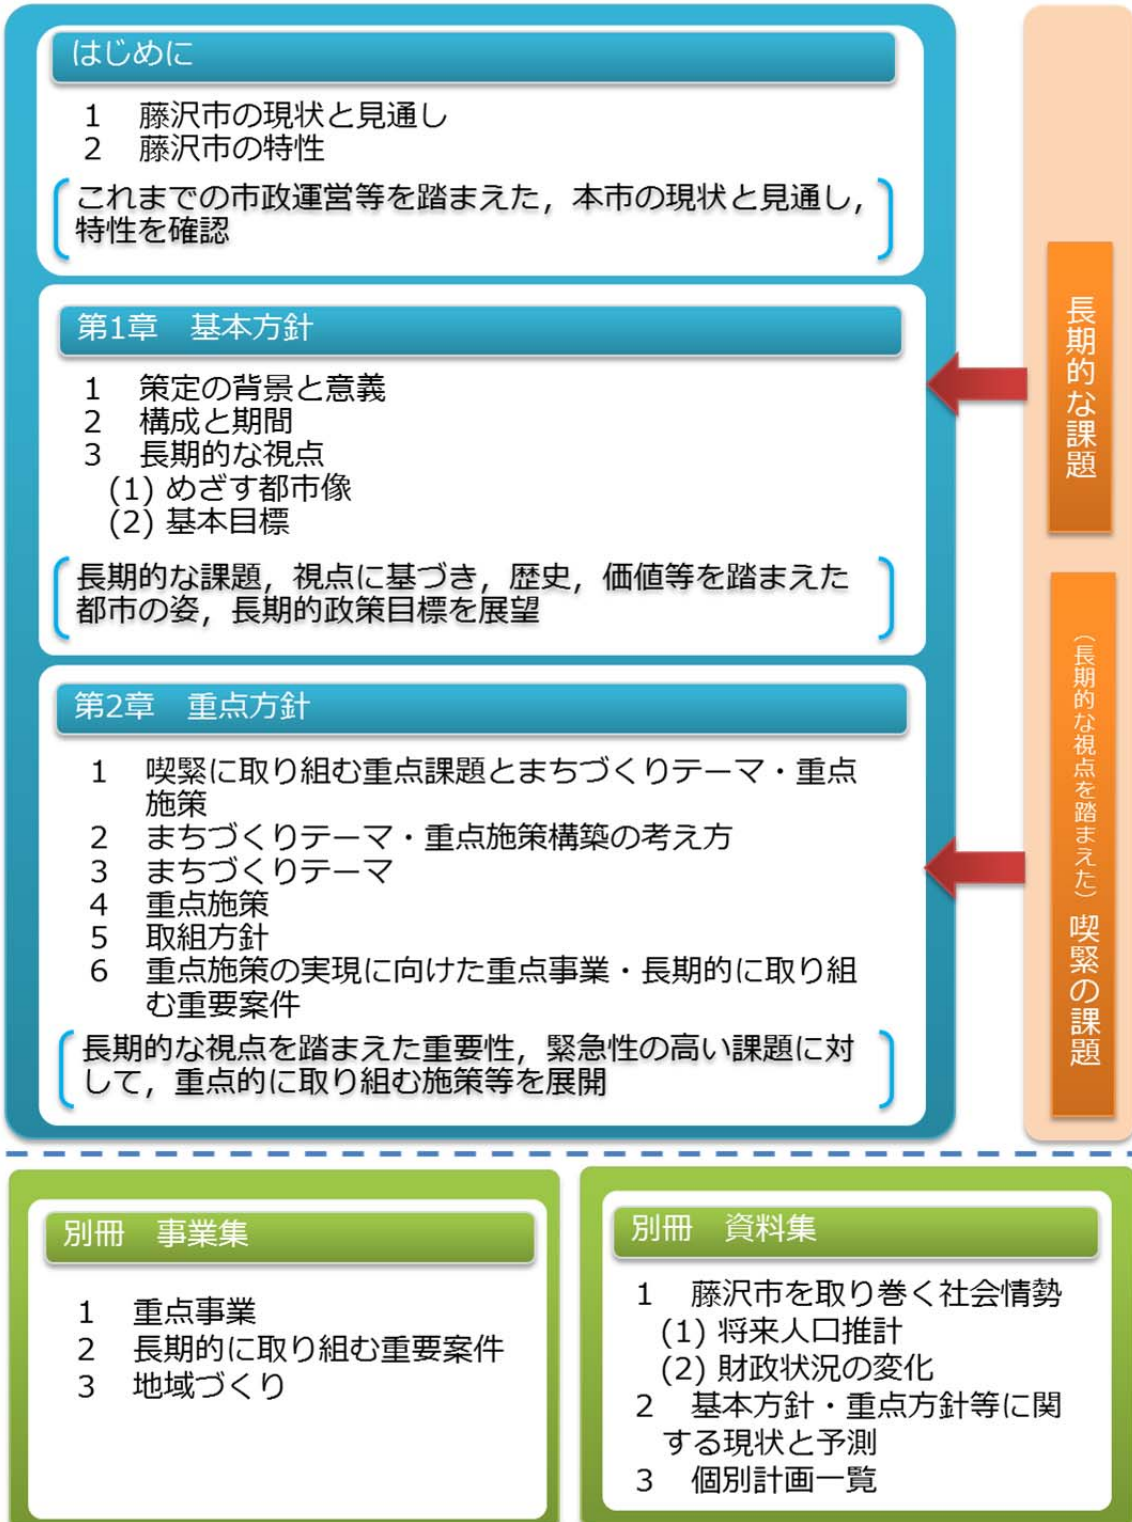 はじめに
1 藤沢市の現状と見通し
2 藤沢市の特性
これまでの市政運営等を踏まえた，本市の現状と見通し，
特性を確認
第1章 基本方針
1 策定の背景と意義
2 構成と期間
3 長期的な視点
(1) めざす都市像
(2) 基本目標
長期的な課題，視点に基づき，歴史，価値等を踏まえた
都市の姿，長期的政策目標を展望
第2章 重点方針
1 喫緊に取り組む重点課題とまちづくりテーマ・重点
施策
2 まちづくりテーマ・重点施策構築の考え方
3 まちづくりテーマ
4 重点施策
5 取組方針
6 重点施策の実現に向けた重点事業・長期的に取り組
む重要案件
長期的な視点を踏まえた重要性，緊急性の高い課題に対
して，重点的に取り組む施策等を展開
長期的な課題
（長期的な視点を踏まえた）喫緊の課題
別冊 事業集
1 重点事業
2 長期的に取り組む重要案件
3 地域づくり
別冊 資料集
1 藤沢市を取り巻く社会情勢
(1) 将来人口推計
(2) 財政状況の変化
2 基本方針・重点方針等に関
する現状と予測
3 個別計画一覧